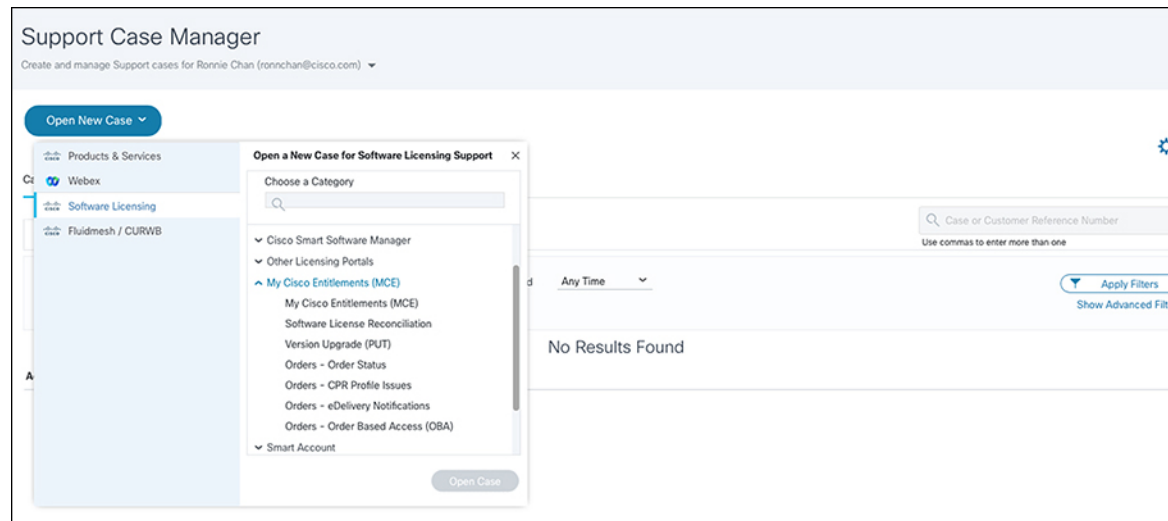 Support Case Manager
Create and manage Support cases for Ronnie Chan (ronnchan@cisco.com)
Open New Case
Products & Services
Webex
Software Licensing
Fluidmesh / CURWB
Open a New Case for Software Licensing Support
Choose a Category
Cisco Smart Software Manager
Other Licensing Portals
My Cisco Entitlements (MCE)
My Cisco Entitlements (MCE)
Software License Reconciliation
Version Upgrade (PUT)
Orders - Order Status
Orders - CPR Profile Issues
Orders - eDelivery Notifications
Orders - Order Based Access (OBA)
Smart Account
Open Case
Case or Customer Reference Number
Use commas to enter more than one
Any Time
Apply Filters
Show Advanced Filt
No Results Found